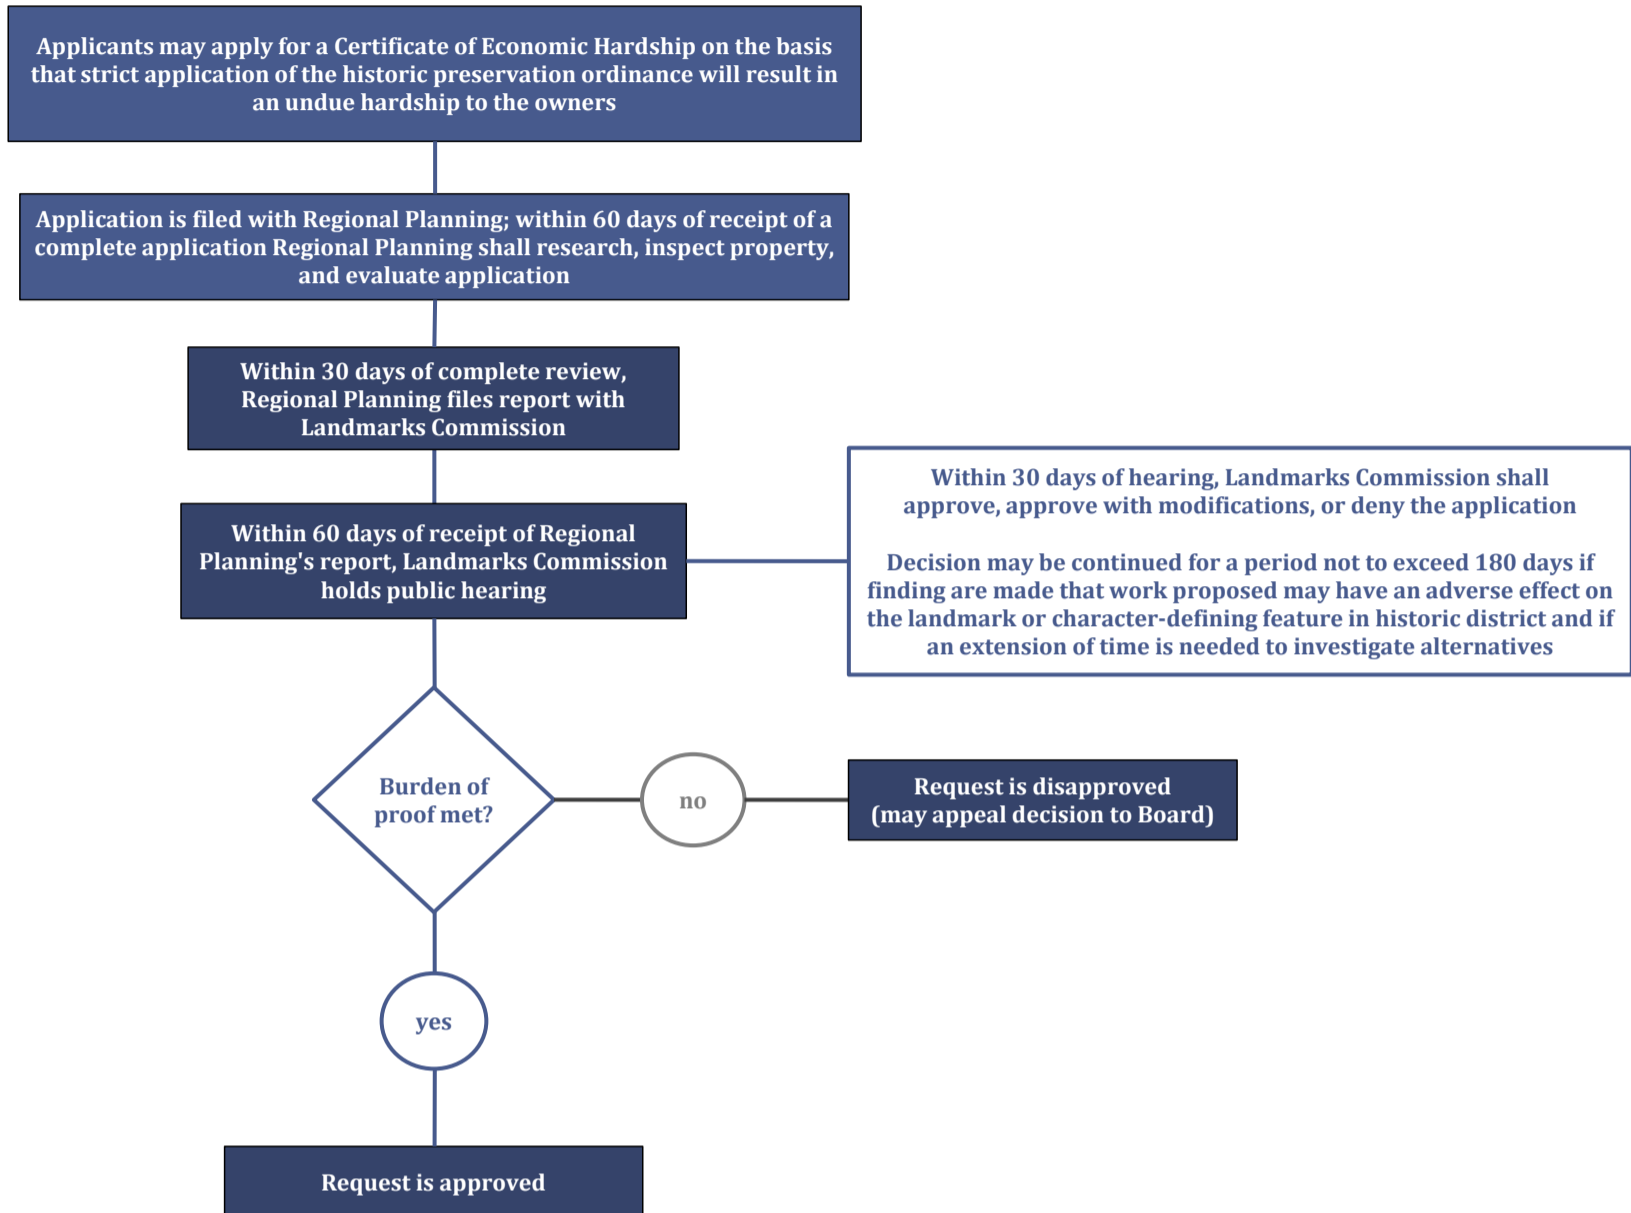 Applicants may apply for a Certificate of Economic Hardship on the basis
that strict application of the historic preservation ordinance will result in
an undue hardship to the owners
Application is filed with Regional Planning; within 60 days of receipt of a
complete application Regional Planning shall research, inspect property,
and evaluate application
Within 30 days of complete review,
Regional Planning files report with
Landmarks Commission
Within 60 days of receipt of Regional
Planning's report, Landmarks Commission
holds public hearing
Within 30 days of hearing, Landmarks Commission shall
approve, approve with modifications, or deny the application
Decision may be continued for a period not to exceed 180 days if
finding are made that work proposed may have an adverse effect on
the landmark or character-defining feature in historic district and if
an extension of time is needed to investigate alternatives
Burden of
proof met?
no
Request is disapproved
(may appeal decision to Board)
yes
Request is approved